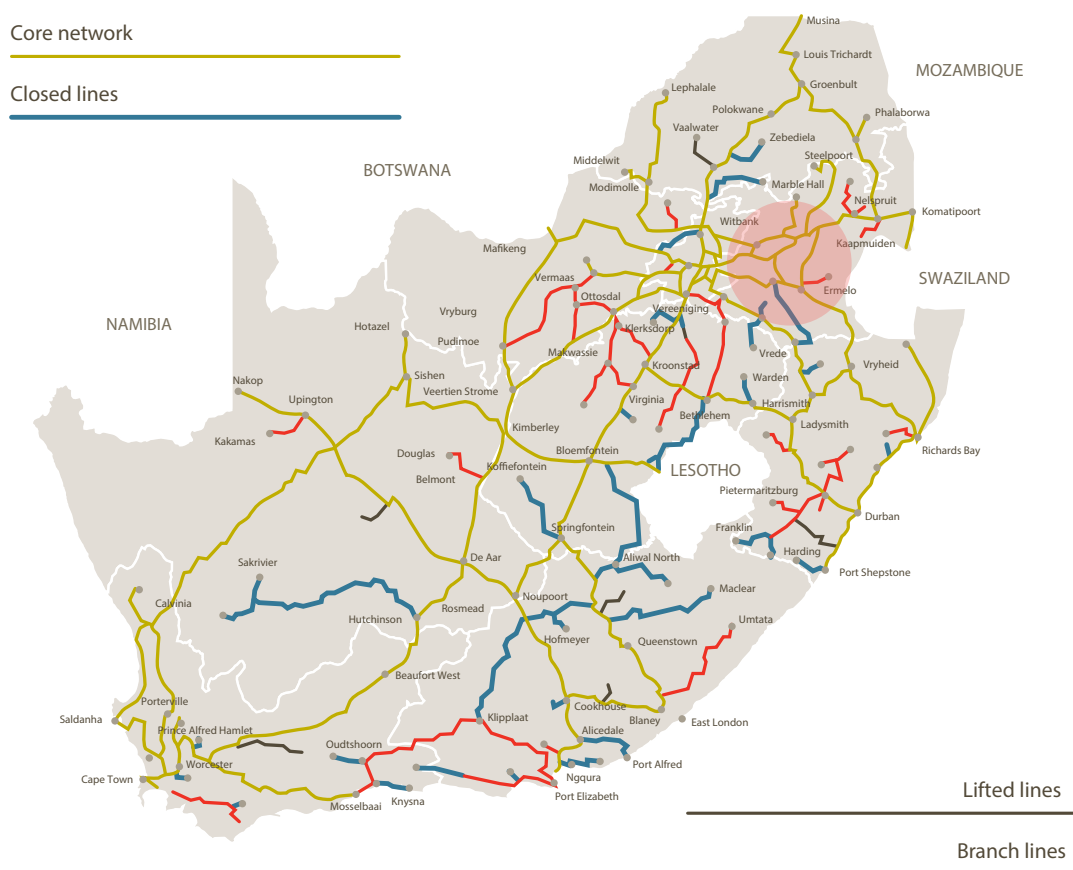 Core network
Closed lines
Musina
Louis Trichardt
MOZAMBIQUE
Groenbult
Lephalale
Polokwane
Phalaborwa
Vaalwater
Zebediela
Steelpoort
Middelwit
BOTSWANA
Modimolle
Marble Hall
Nelspruit
Komatipoort
Witbank
Kaapmuiden
Mafikeng
SWAZILAND
Vermaas
Ermelo
Ottosdal
Vryburg
Vereeniging
NAMIBIA
Hotazel
Klerksdorp
Pudimoe
Makwassie
Vrede
Kroonstad
Vryheid
Sishen
Warden
Nakop
Veertien Strome
Upington
Virginia
Harrismith
Bethlehem
Ladysmith
Kimberley
Kakamas
Bloemfontein
Richards Bay
Douglas
Koffiefontein
LESOTHO
Belmont
Pietermaritzburg
Durban
Springfontein
Franklin
Harding
Aliwal North
De Aar
Port Shepstone
Sakrivier
Maclear
Noupoort
Calvinia
Rosmead
Hutchinson
Umtata
Hofmeyer
Queenstown
Beaufort West
Porterville
Cookhouse
Saldanha
Klipplaat
Blaney
East London
Prince Alfred Hamlet
Alicedale
Oudtshoorn
Worcester
Port Alfred
Cape Town
Ngqura
Knysna
Port Elizabeth
Mosselbaai
Lifted lines
Branch lines